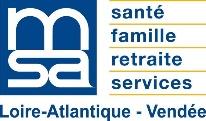 msa
santé
famille
retraite
services
Loire-Atlantique - Vendée